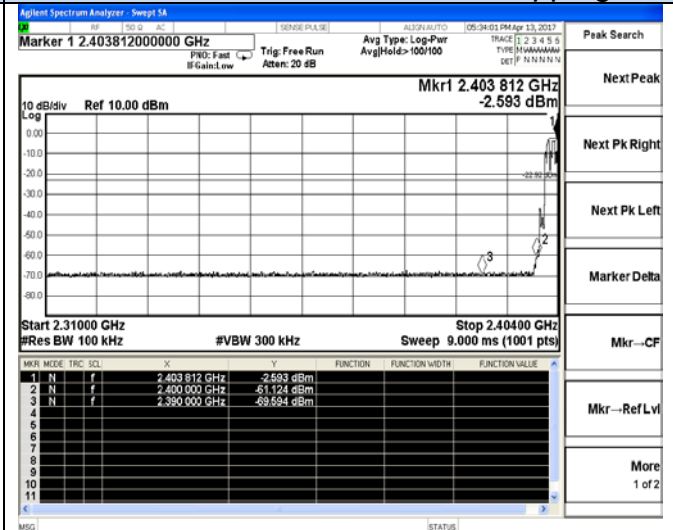 Agilent Spectrum Analyzer - Swept SA
RF 50 Ω AC SENSE:PULSE ALIGNAUTO 05:34:01 PM Apr 13, 2017
Marker 1 2.403812000000 GHz
PNO: Fast
IFGain:Low
Trig: Free Run
Atten: 20 dB
Avg Type: Log-Pwr
Avg|Hold:>100/100
TRACE 1 2 3 4 5 6
TYPE
DET P N N N N N
Peak Search
Mkr1 2.403 812 GHz
-2.593 dBm
10 dB/div Ref 10.00 dBm
Log
1
0.00
-10.0
-20.0
-22.92 dBm
-30.0
-40.0
-50.0
2
-60.0
3
-70.0
-80.0
Start 2.31000 GHz Stop 2.40400 GHz
#Res BW 100 kHz #VBW 300 kHz Sweep 9.000 ms (1001 pts)
MKR MODE TRC SCL X Y FUNCTION FUNCTION WIDTH FUNCTION VALUE
1 N f 2.403 812 GHz -2.593 dBm
2 N f 2.400 000 GHz -61.124 dBm
3 N f 2.390 000 GHz -69.594 dBm
4
5
6
7
8
9
10
11
MSG STATUS
Next Peak
Next Pk Right
Next Pk Left
Marker Delta
Mkr→CF
Mkr→Ref Lvl
More
1 of 2